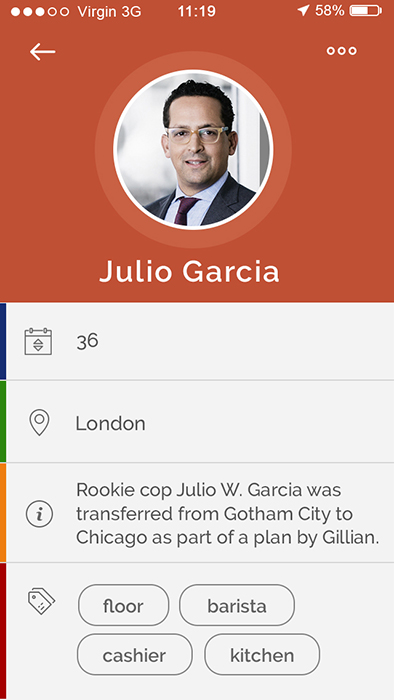 Virgin 3G 11:19 58%
Julio Garcia
36
London
Rookie cop Julio W. Garcia was
transferred from Gotham City to
Chicago as part of a plan by Gillian.
floor barista
cashier kitchen